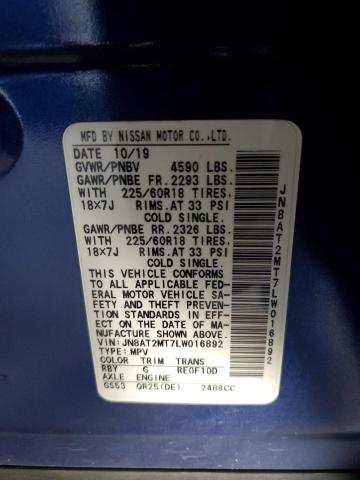 MFD BY NISSAN MOTOR CO.,LTD.
DATE 10/19
GVWR/PNBV 4590 LBS.
GAWR/PNBE FR. 2293 LBS.
WITH 225/60R18 TIRES,
18X7J RIMS.AT 33 PSI
COLD SINGLE.
GAWR/PNBE RR. 2326 LBS.
WITH 225/60R18 TIRES,
18X7J RIMS.AT 33 PSI
COLD SINGLE.
THIS VEHICLE CONFORMS
TO ALL APPLICABLE FED-
ERAL MOTOR VEHICLE SA-
FETY AND THEFT PREVEN-
TION STANDARDS IN EFF-
ECT ON THE DATE OF MA-
NUFACTURE SHOWN ABOVE.
VIN:JN8AT2MT7LW016892
TYPE:MPV
COLOR TRIM TRANS
RBY G RE0F10D
AXLE ENGINE
GS53 QR25(DE) 2488CC
JN8AT2MT7LW016892